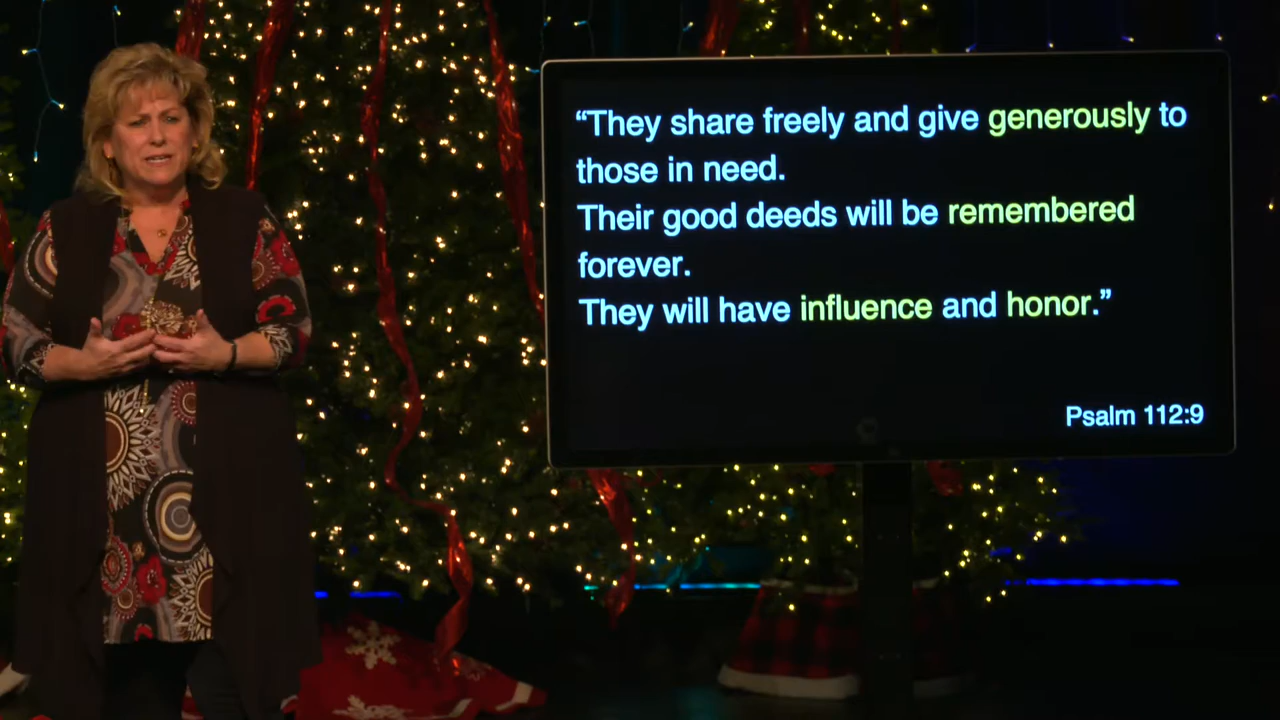 “They share freely and give generously to
those in need.
Their good deeds will be remembered
forever.
They will have influence and honor.”
Psalm 112:9